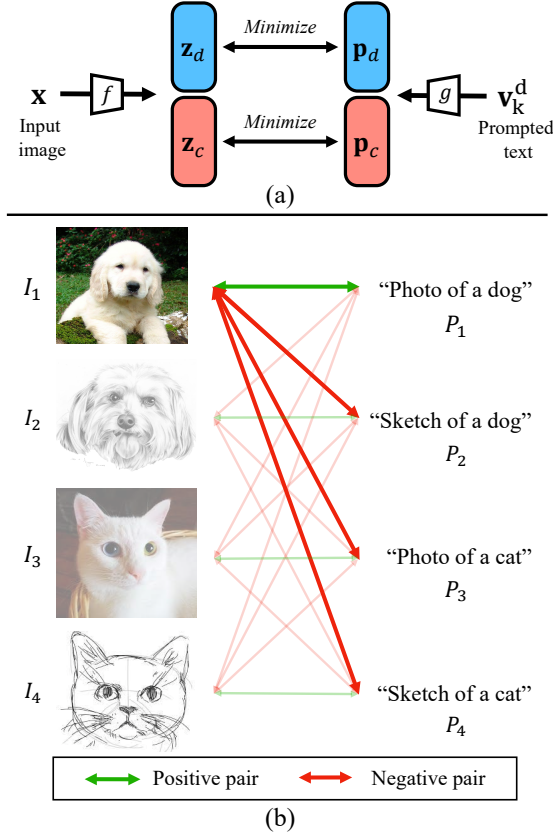 Minimize
z_d
p_d
x
f
g
v_k^d
Input
image
Prompted
text
Minimize
z_c
p_c
(a)
I_1
“Photo of a dog”
P_1
I_2
“Sketch of a dog”
P_2
I_3
“Photo of a cat”
P_3
I_4
“Sketch of a cat”
P_4
Positive pair
Negative pair
(b)